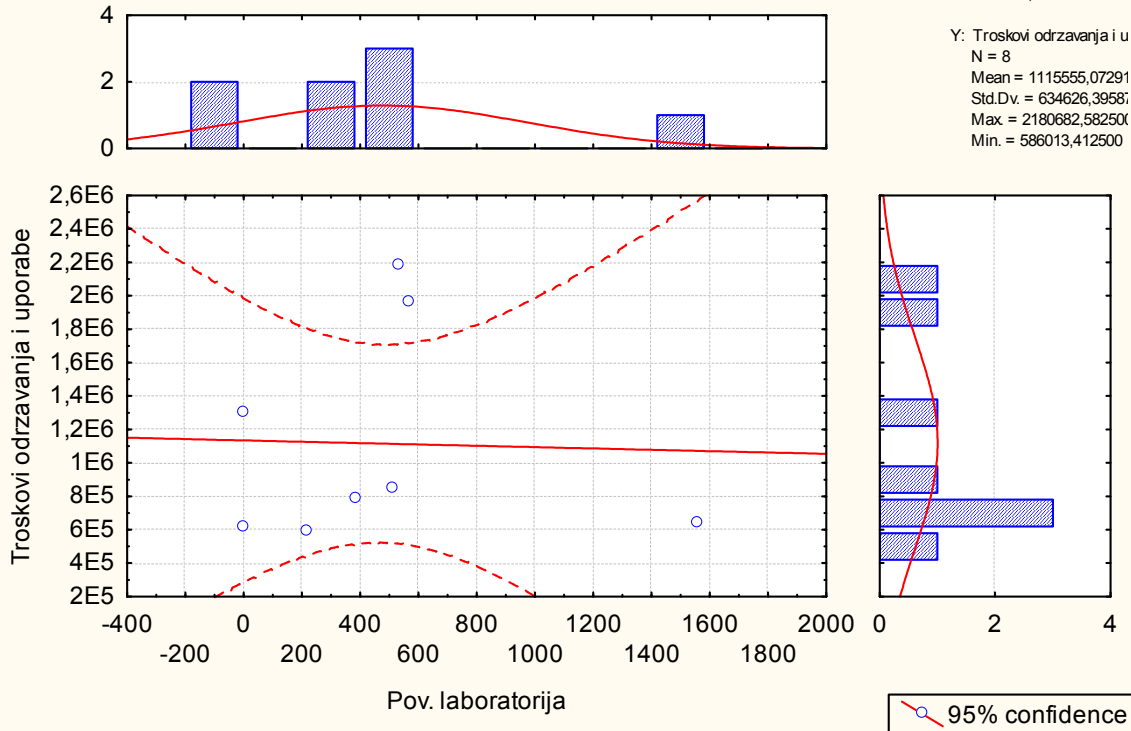 4
2
0
Y: Troskovi odrzavanja i u
N = 8
Mean = 1115555,07291
Std.Dv. = 634626,39587
Max. = 2180682,582500
Min. = 586013,412500
Troskovi odrzavanja i uporabe
2,6E6
2,4E6
2,2E6
2E6
1,8E6
1,6E6
1,4E6
1,2E6
1E6
8E5
6E5
4E5
2E5
-400 0 400 800 1200 1600 2000
-200 200 600 1000 1400 1800
Pov. laboratorija
0 2 4
95% confidence